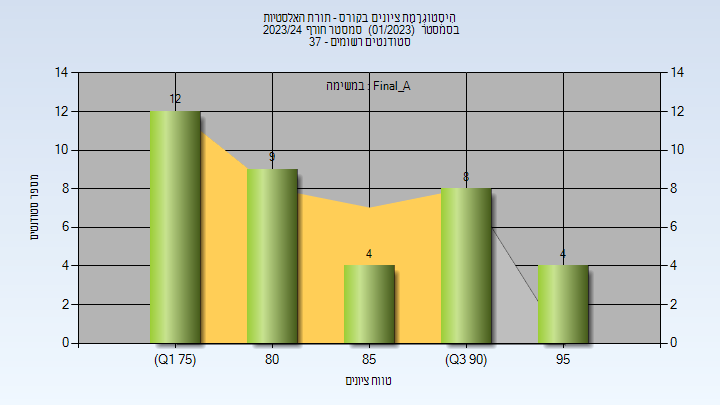 היסטוגרמת ציונים בקורס - תורת האלסטיות
בסמסטר (01/2023) סמסטר חורף 2023/24
סטודנטים רשומים - 37
במשימה : Final_A
14 14
12 12
10 10
8 8
6 6
4 4
2 2
0 0
12
9
4
8
4
מספר סטודנטים
(Q1 75) 80 85 (Q3 90) 95
טווח ציונים